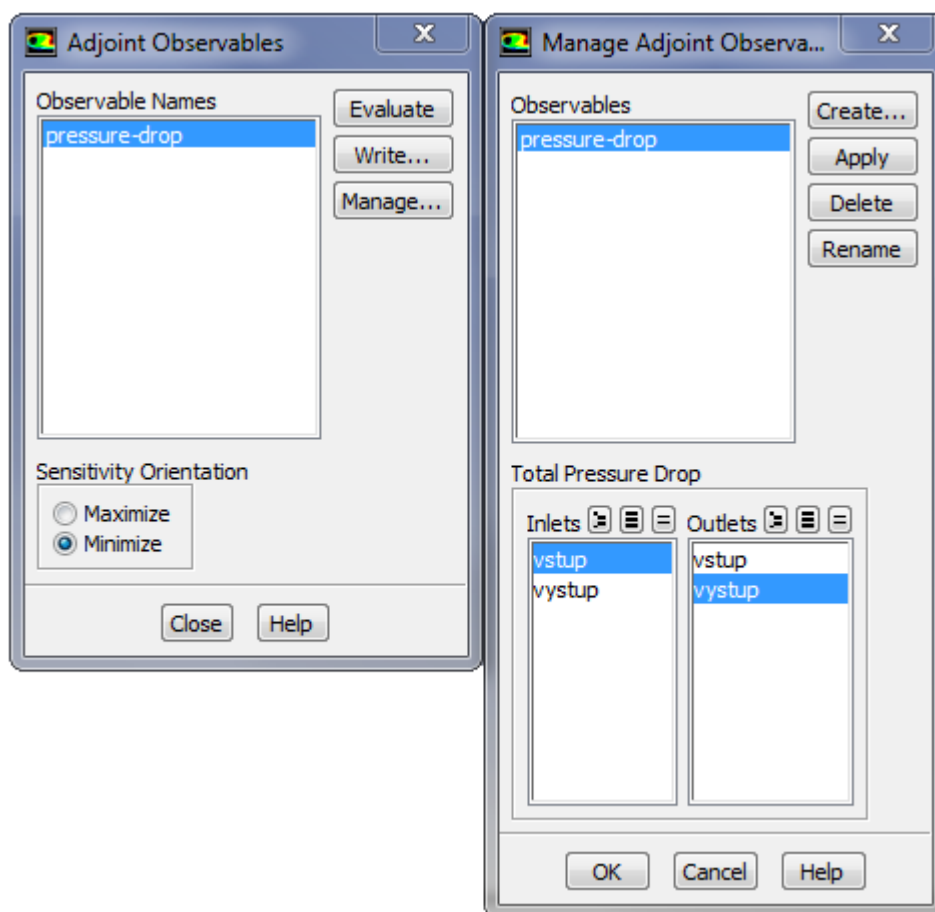 Adjoint Observables
Observable Names
pressure-drop
Evaluate
Write...
Manage...
Sensitivity Orientation
Maximize
Minimize
Close
Help
Manage Adjoint Observa...
Observables
pressure-drop
Create...
Apply
Delete
Rename
Total Pressure Drop
Inlets
vstup
vystup
Outlets
vstup
vystup
OK
Cancel
Help